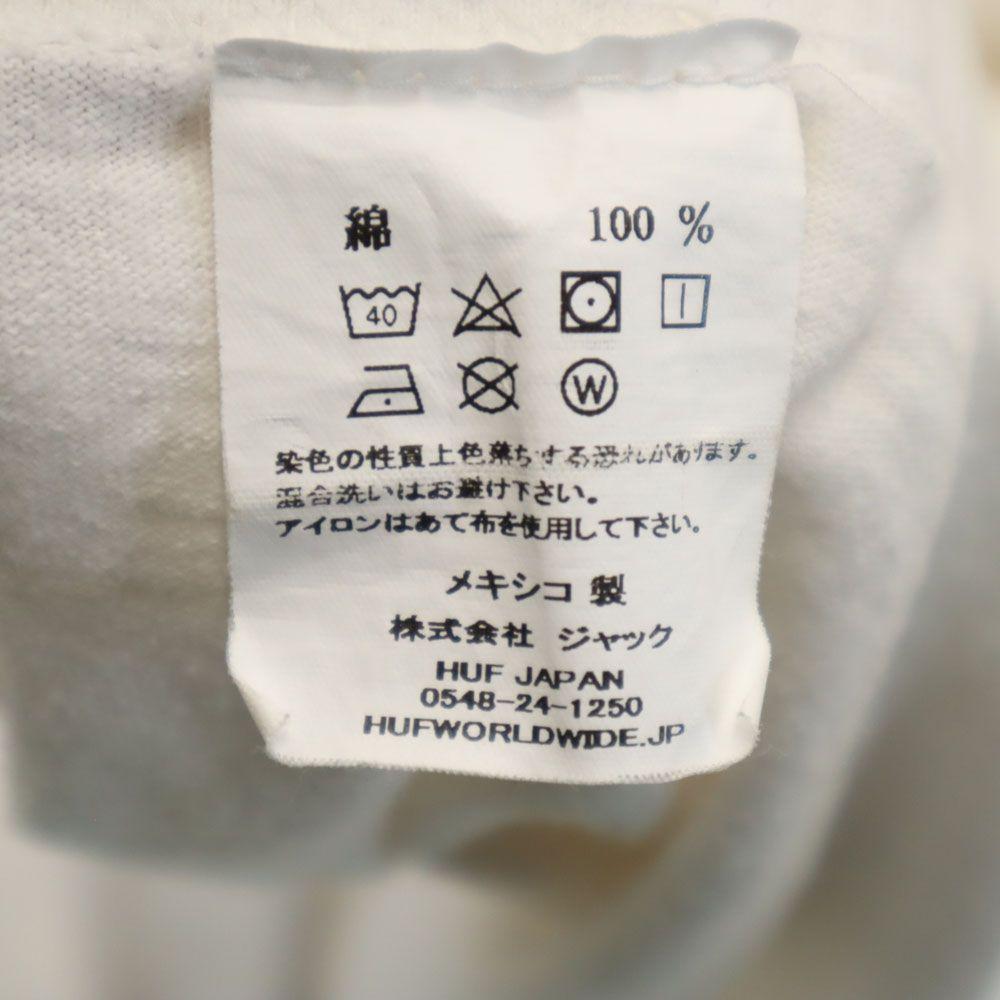 綿 100 %
40
W
染色の性質上色落ちする恐れがあります。
混合洗いはお避け下さい。
アイロンはあて布を使用して下さい。
メキシコ 製
株式会社 ジャック
HUF JAPAN
0548-24-1250
HUFWORLDWIDE.JP